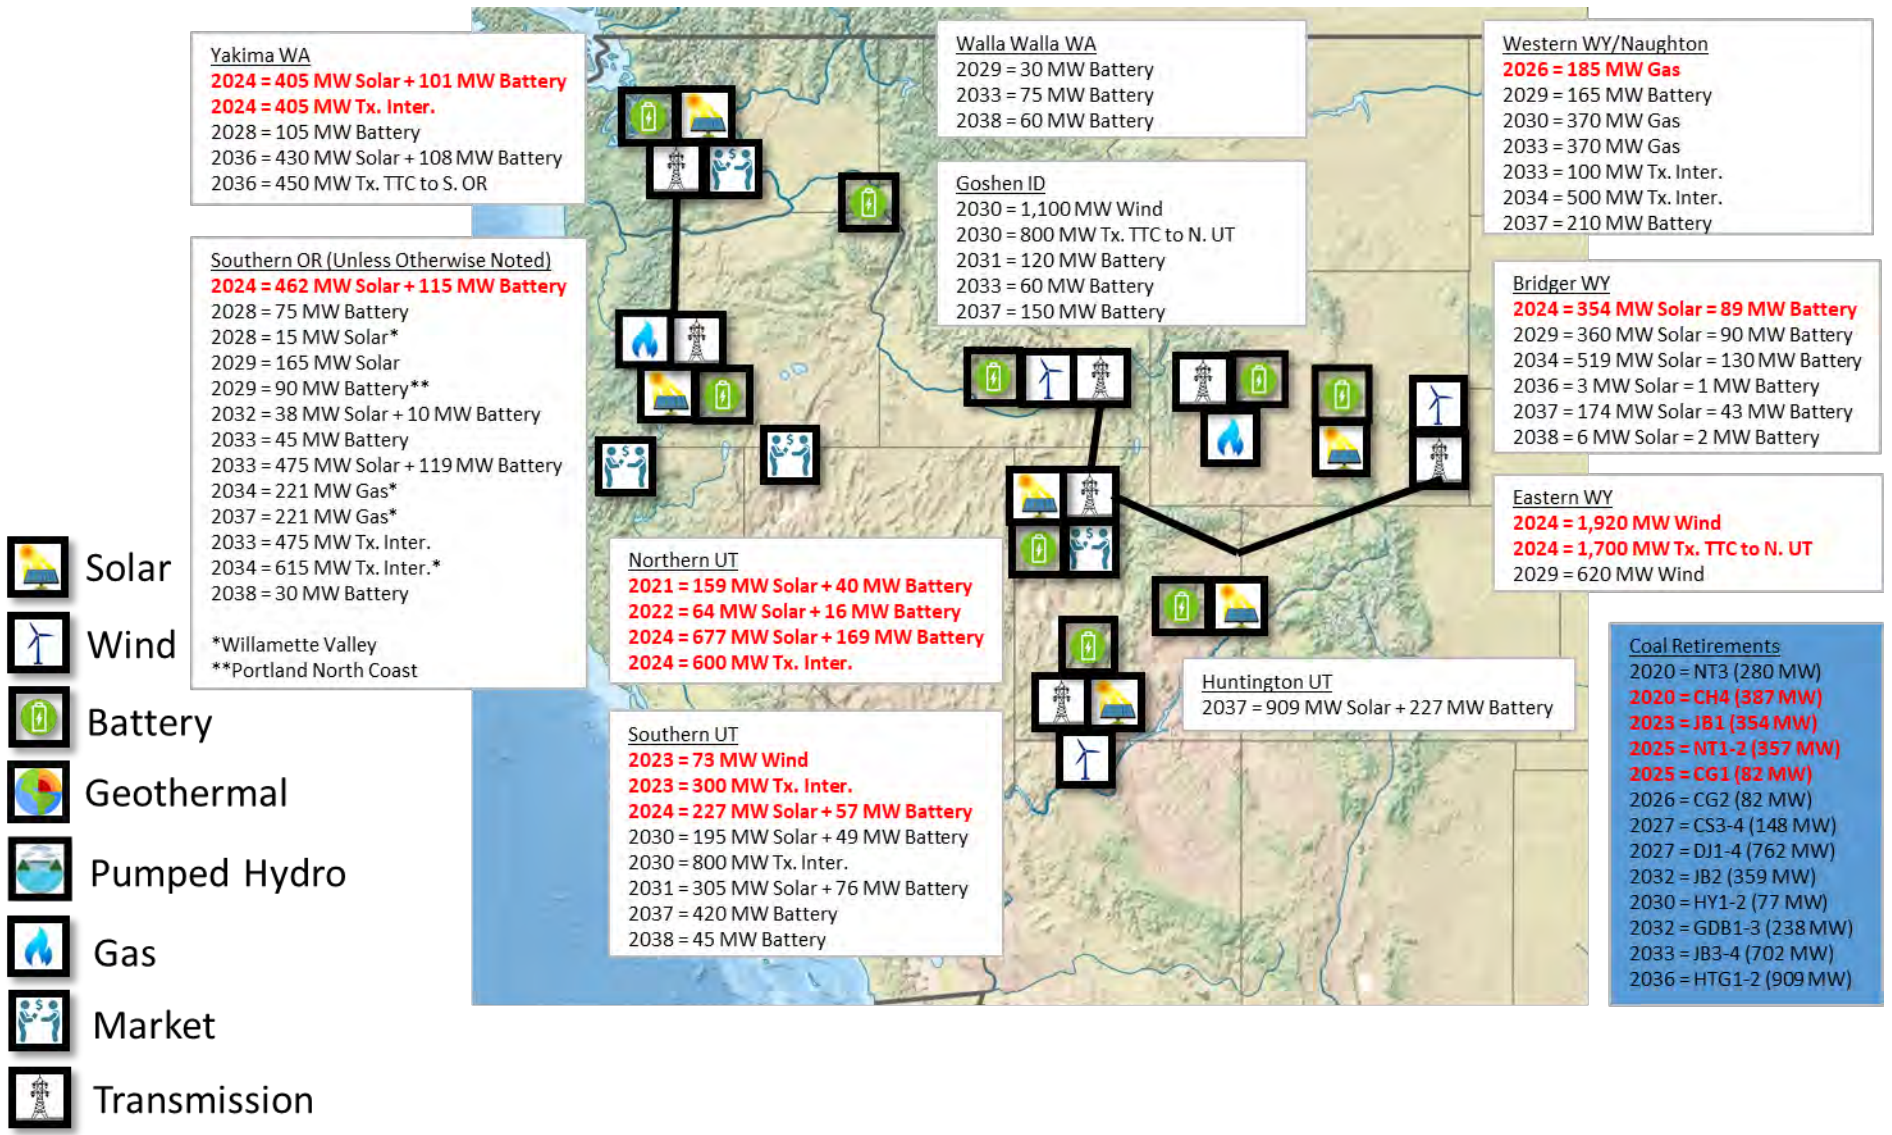 Yakima WA
2024 = 405 MW Solar + 101 MW Battery
2024 = 405 MW Tx. Inter.
2028 = 105 MW Battery
2036 = 430 MW Solar + 108 MW Battery
2036 = 450 MW Tx. TTC to S. OR
Walla Walla WA
2029 = 30 MW Battery
2033 = 75 MW Battery
2038 = 60 MW Battery
Western WY/Naughton
2026 = 185 MW Gas
2029 = 165 MW Battery
2030 = 370 MW Gas
2033 = 370 MW Gas
2033 = 100 MW Tx. Inter.
2034 = 500 MW Tx. Inter.
2037 = 210 MW Battery
Goshen ID
2030 = 1,100 MW Wind
2030 = 800 MW Tx. TTC to N. UT
2031 = 120 MW Battery
2033 = 60 MW Battery
2037 = 150 MW Battery
Southern OR (Unless Otherwise Noted)
2024 = 462 MW Solar + 115 MW Battery
2028 = 75 MW Battery
2028 = 15 MW Solar*
2029 = 165 MW Solar
2029 = 90 MW Battery**
2032 = 38 MW Solar + 10 MW Battery
2033 = 45 MW Battery
2033 = 475 MW Solar + 119 MW Battery
2034 = 221 MW Gas*
2037 = 221 MW Gas*
2033 = 475 MW Tx. Inter.
2034 = 615 MW Tx. Inter.*
2038 = 30 MW Battery
*Willamette Valley
**Portland North Coast
Bridger WY
2024 = 354 MW Solar = 89 MW Battery
2029 = 360 MW Solar = 90 MW Battery
2034 = 519 MW Solar = 130 MW Battery
2036 = 3 MW Solar = 1 MW Battery
2037 = 174 MW Solar = 43 MW Battery
2038 = 6 MW Solar = 2 MW Battery
Eastern WY
2024 = 1,920 MW Wind
2024 = 1,700 MW Tx. TTC to N. UT
2029 = 620 MW Wind
Northern UT
2021 = 159 MW Solar + 40 MW Battery
2022 = 64 MW Solar + 16 MW Battery
2024 = 677 MW Solar + 169 MW Battery
2024 = 600 MW Tx. Inter.
Huntington UT
2037 = 909 MW Solar + 227 MW Battery
Southern UT
2023 = 73 MW Wind
2023 = 300 MW Tx. Inter.
2024 = 227 MW Solar + 57 MW Battery
2030 = 195 MW Solar + 49 MW Battery
2030 = 800 MW Tx. Inter.
2031 = 305 MW Solar + 76 MW Battery
2037 = 420 MW Battery
2038 = 45 MW Battery
Coal Retirements
2020 = NT3 (280 MW)
2020 = CH4 (387 MW)
2023 = JB1 (354 MW)
2025 = NT1-2 (357 MW)
2025 = CG1 (82 MW)
2026 = CG2 (82 MW)
2027 = CS3-4 (148 MW)
2027 = DJ1-4 (762 MW)
2032 = JB2 (359 MW)
2030 = HY1-2 (77 MW)
2032 = GDB1-3 (238 MW)
2033 = JB3-4 (702 MW)
2036 = HTG1-2 (909 MW)
Solar
Wind
Battery
Geothermal
Pumped Hydro
Gas
Market
Transmission